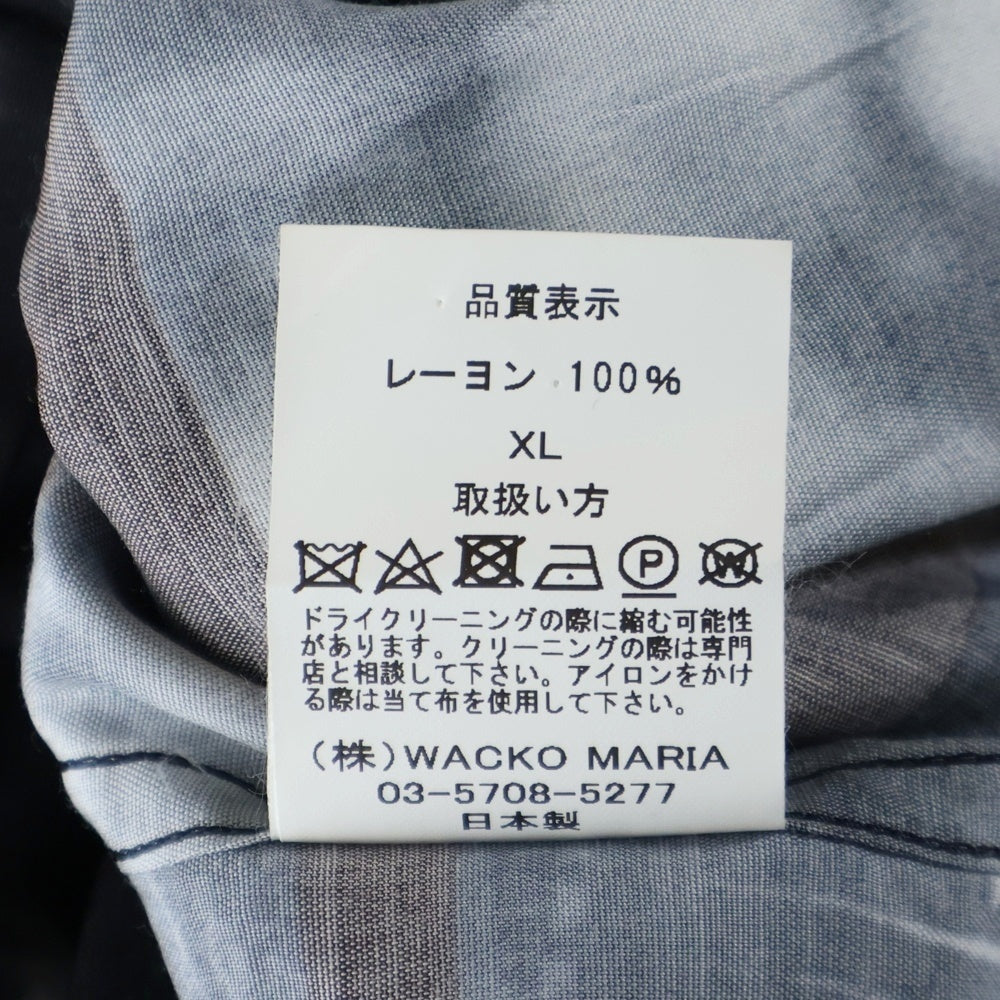 品質表示
レーヨン 100%
XL
取扱い方
P W
ドライクリーニングの際に縮む可能性
があります。クリーニングの際は専門
店と相談して下さい。アイロンをかけ
る際は当て布を使用して下さい。
(株)WACKO MARIA
03-5708-5277
日本製